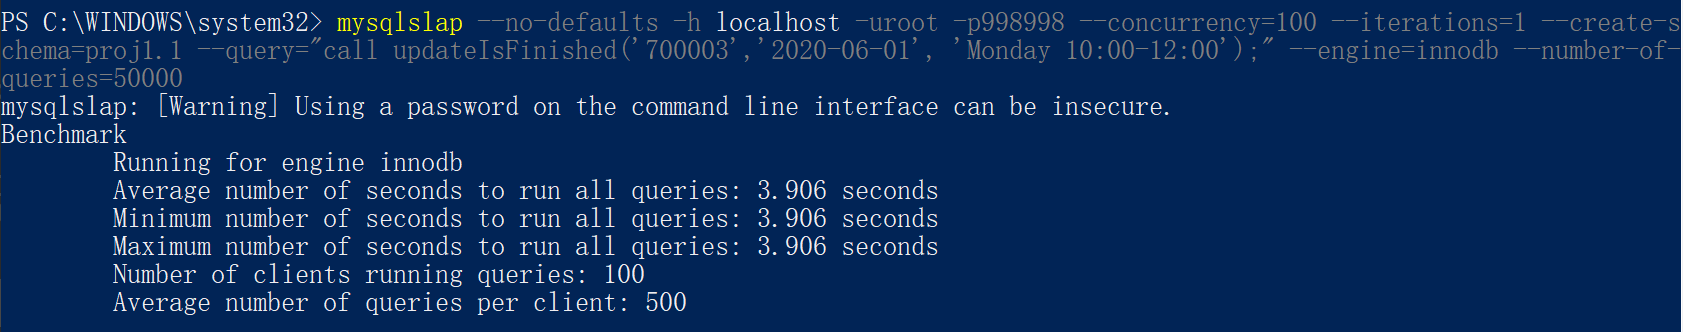 PS C:\WINDOWS\system32> mysqlslap --no-defaults -h localhost -uroot -p998998 --concurrency=100 --iterations=1 --create-s
chema=proj1.1 --query="call updateIsFinished('700003','2020-06-01', 'Monday 10:00-12:00');" --engine=innodb --number-of-
queries=50000
mysqlslap: [Warning] Using a password on the command line interface can be insecure.
Benchmark
        Running for engine innodb
        Average number of seconds to run all queries: 3.906 seconds
        Minimum number of seconds to run all queries: 3.906 seconds
        Maximum number of seconds to run all queries: 3.906 seconds
        Number of clients running queries: 100
        Average number of queries per client: 500